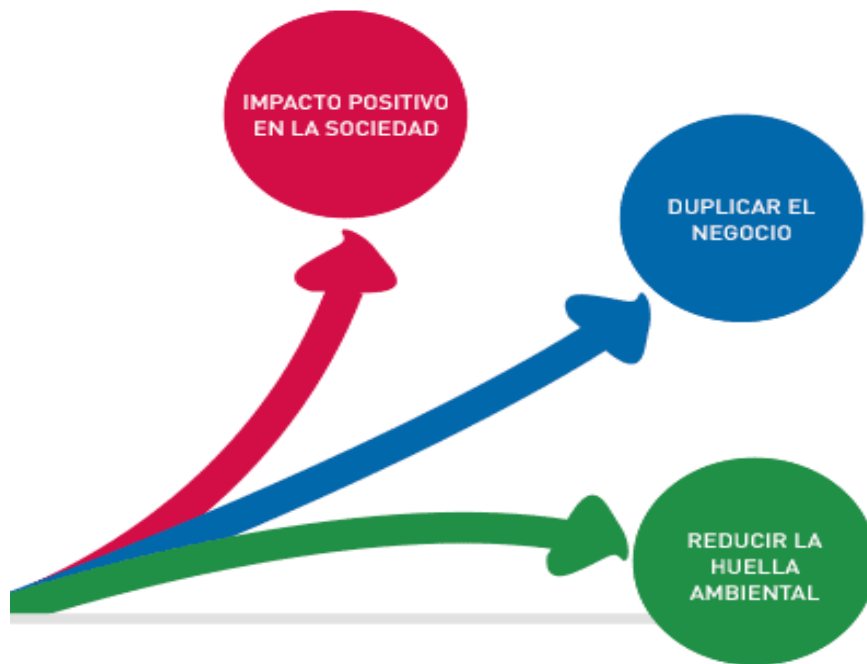 IMPACTO POSITIVO
EN LA SOCIEDAD
DUPLICAR EL
NEGOCIO
REDUCIR LA
HUELLA
AMBIENTAL